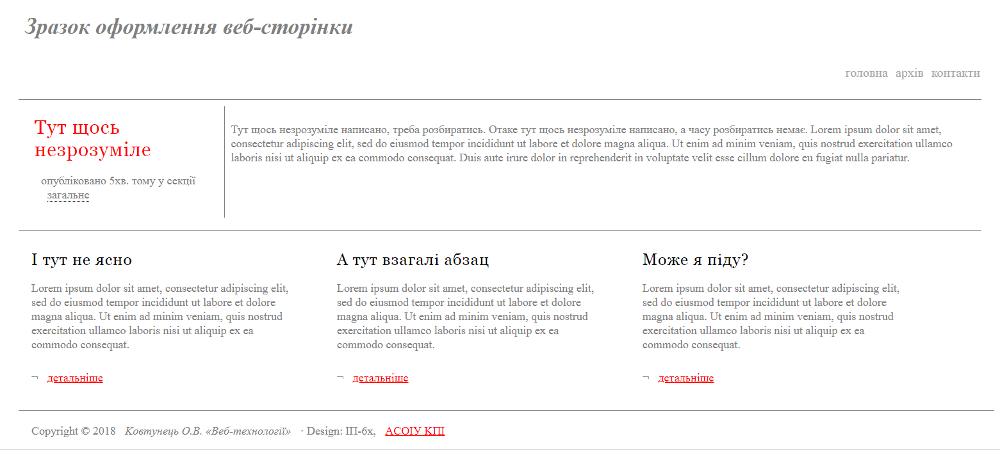 Зразок оформлення веб-сторінки
головна архів контакти
Тут щось
незрозуміле
опубліковано 5хв. тому у секції
загальне
Тут щось незрозуміле написано, треба розбиратись. Отаке тут щось незрозуміле написано, а часу розбиратись немає. Lorem ipsum dolor sit amet,
consectetur adipiscing elit, sed do eiusmod tempor incididunt ut labore et dolore magna aliqua. Ut enim ad minim veniam, quis nostrud exercitation ullamco
laboris nisi ut aliquip ex ea commodo consequat. Duis aute irure dolor in reprehenderit in voluptate velit esse cillum dolore eu fugiat nulla pariatur.
І тут не ясно
Lorem ipsum dolor sit amet, consectetur adipiscing elit,
sed do eiusmod tempor incididunt ut labore et dolore
magna aliqua. Ut enim ad minim veniam, quis nostrud
exercitation ullamco laboris nisi ut aliquip ex ea
commodo consequat.
¬ детальніше
А тут взагалі абзац
Lorem ipsum dolor sit amet, consectetur adipiscing elit,
sed do eiusmod tempor incididunt ut labore et dolore
magna aliqua. Ut enim ad minim veniam, quis nostrud
exercitation ullamco laboris nisi ut aliquip ex ea
commodo consequat.
¬ детальніше
Може я піду?
Lorem ipsum dolor sit amet, consectetur adipiscing elit,
sed do eiusmod tempor incididunt ut labore et dolore
magna aliqua. Ut enim ad minim veniam, quis nostrud
exercitation ullamco laboris nisi ut aliquip ex ea
commodo consequat.
¬ детальніше
Copyright © 2018 Ковтунець О.В. «Веб-технології» · Design: ІП-6х, АСОІУ КПІ